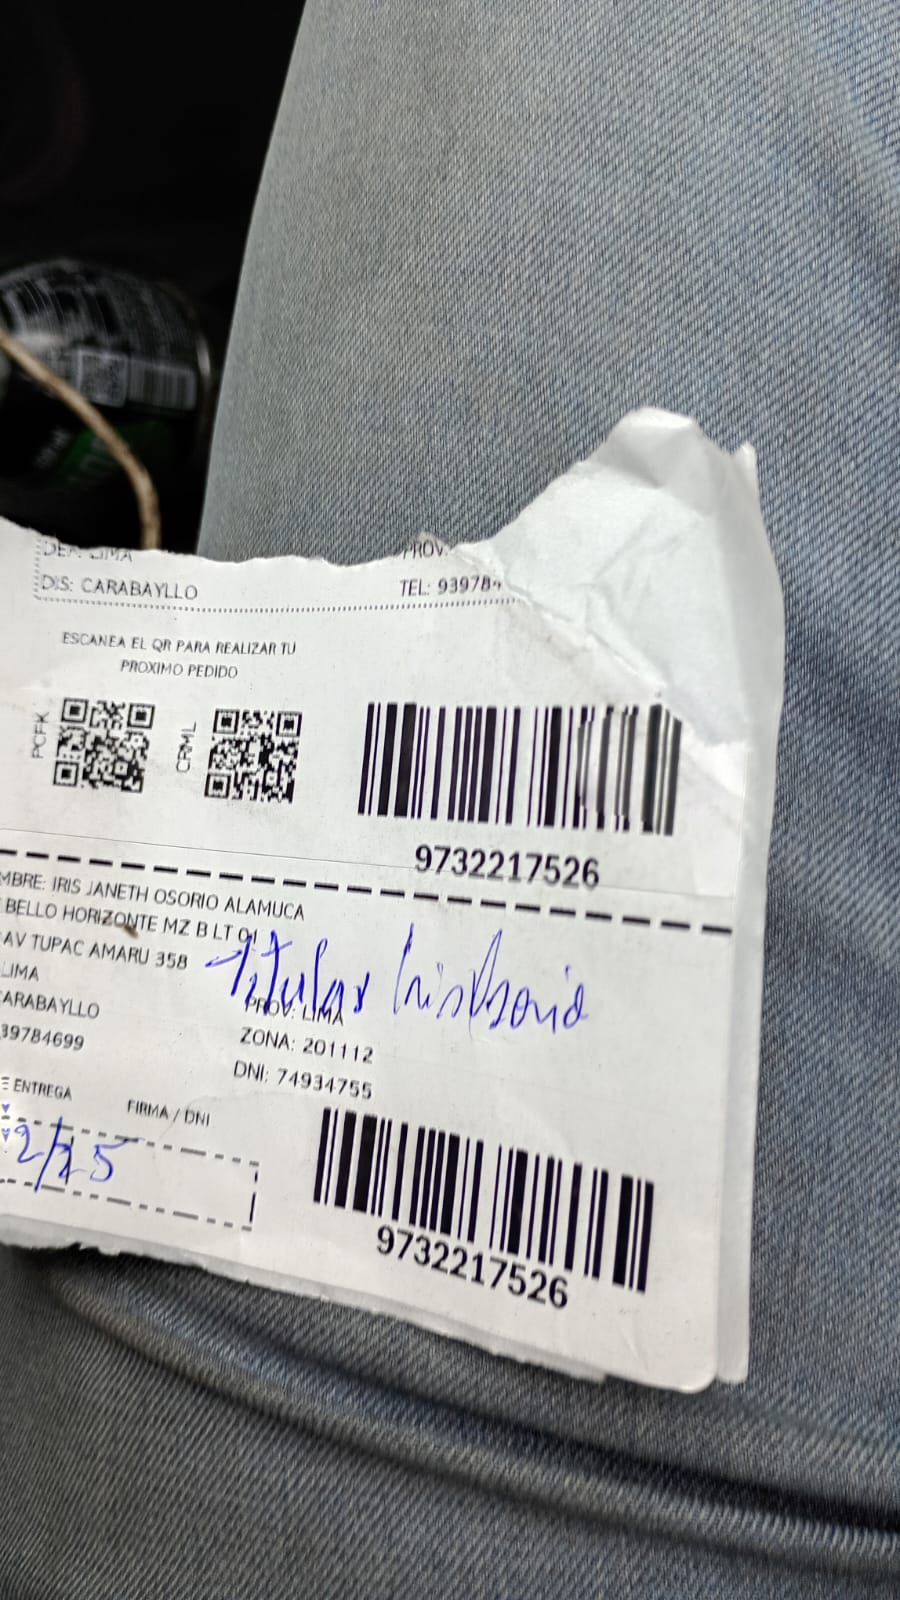 DIS: CARABAYLLO
PROV:
TEL: 93978
ESCANEA EL QR PARA REALIZAR TU
PROXIMO PEDIDO
PCFK
CRML
9732217526
MBRE: IRIS JANETH OSORIO ALAMUCA
BELLO HORIZONTE MZ B LT 01
AV TUPAC AMARU 358
Titular Iris Osorio
LIMA
PROV: LIMA
CARABAYLLO
ZONA: 201112
39784699
DNI: 74934755
E ENTREGA
FIRMA / DNI
2/25
9732217526